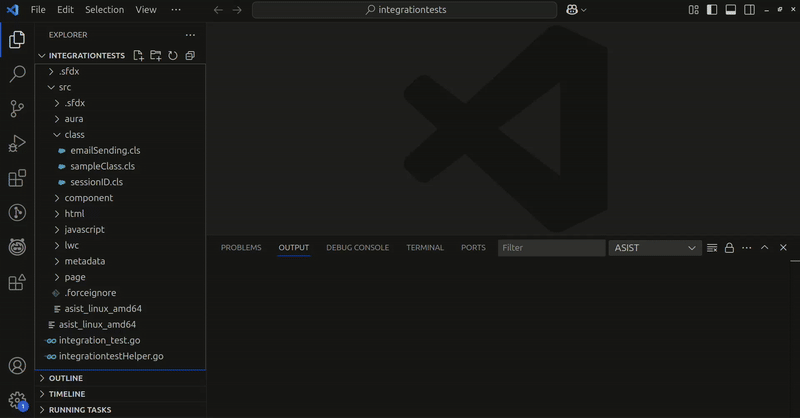 File Edit Selection View ···
integrationtests
EXPLORER
INTEGRATIONTESTS
.sfdx
src
.sfdx
aura
class
emailSending.cls
sampleClass.cls
sessionID.cls
component
html
javascript
lwc
metadata
page
.forceignore
asist_linux_amd64
asist_linux_amd64
integration_test.go
integrationtestHelper.go
OUTLINE
TIMELINE
RUNNING TASKS
1
PROBLEMS OUTPUT DEBUG CONSOLE TERMINAL PORTS Filter ASIST